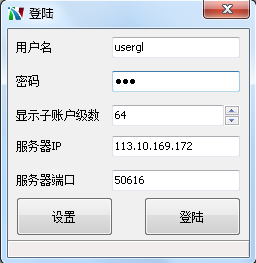 登陆
用户名 usergl
密码 ●●●
显示子账户级数 64
服务器IP 113.10.169.172
服务器端口 50616
设置 登陆